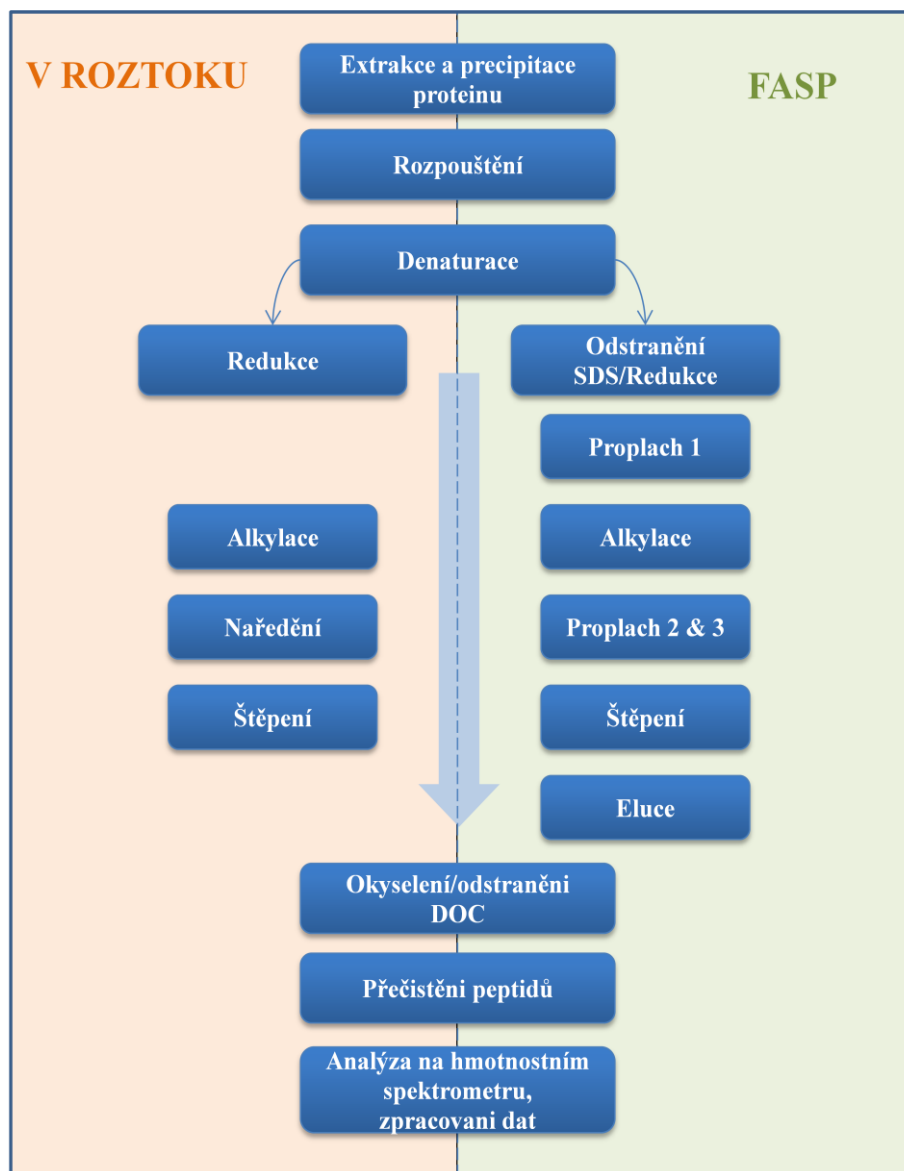 V ROZTOKU
FASP
Extrakce a precipitace
proteinu
Rozpouštění
Denaturace
Redukce
Odstranění
SDS/Redukce
Proplach 1
Alkylace
Alkylace
Naředění
Proplach 2 & 3
Štěpení
Štěpení
Eluce
Okyselení/odstraněni
DOC
Přečistěni peptidů
Analýza na hmotnostním
spektrometru,
zpracovani dat